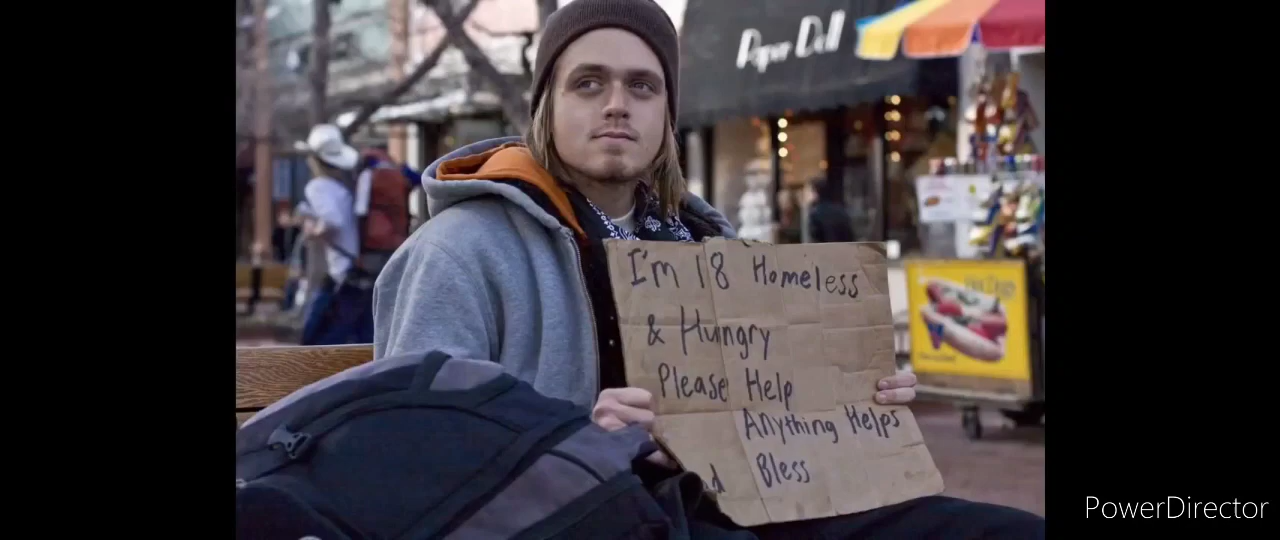 Paper Doll
I'm 18 Homeless
& Hungry
Please Help
Anything Helps
Bless
PowerDirector